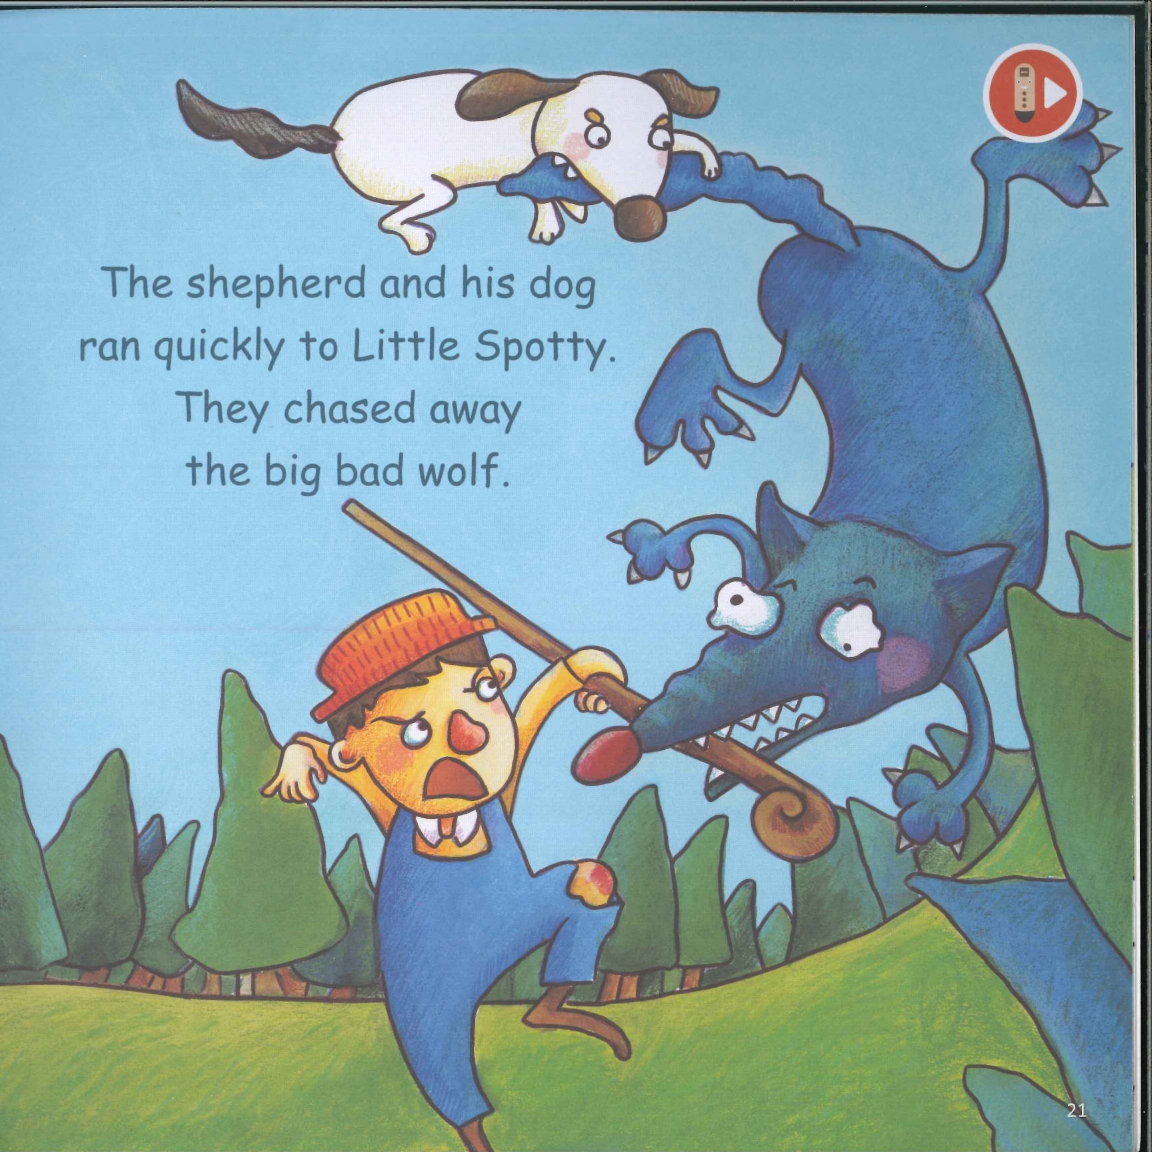 The shepherd and his dog
ran quickly to Little Spotty.
They chased away
the big bad wolf.
21